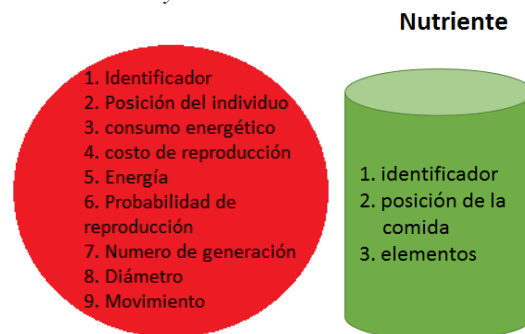 Nutriente
1. Identificador
2. Posición del individuo
3. consumo energético
4. costo de reproducción
5. Energía
6. Probabilidad de
reproducción
7. Numero de generación
8. Diámetro
9. Movimiento
1. identificador
2. posición de la
comida
3. elementos